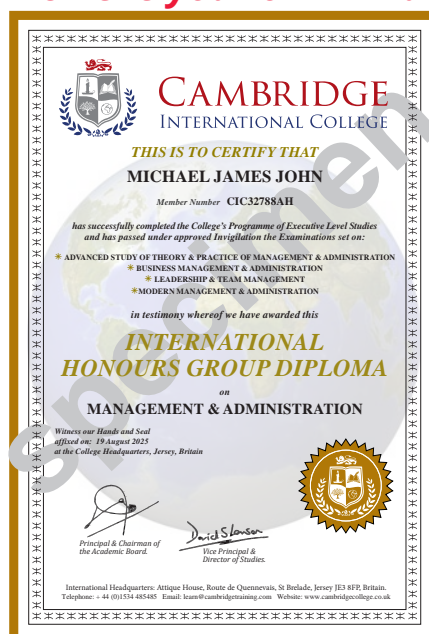 CAMBRIDGE
INTERNATIONAL COLLEGE
THIS IS TO CERTIFY THAT
MICHAEL JAMES JOHN
Member Number CIC32788AH
has successfully completed the College's Programme of Executive Level Studies
and has passed under approved Invigilation the Examinations set on:
✴ ADVANCED STUDY OF THEORY & PRACTICE OF MANAGEMENT & ADMINISTRATION
✴ BUSINESS MANAGEMENT & ADMINISTRATION
✴ LEADERSHIP & TEAM MANAGEMENT
✴MODERN MANAGEMENT & ADMINISTRATION
in testimony whereof we have awarded this
INTERNATIONAL
HONOURS GROUP DIPLOMA
on
MANAGEMENT & ADMINISTRATION
Witness our Hands and Seal
affixed on: 19 August 2025
at the College Headquarters, Jersey, Britain
Principal & Chairman of
the Academic Board.
Vice Principal &
Director of Studies.
International Headquarters: Attique House, Route de Quennevais, St Brelade, Jersey JE3 8FP, Britain.
Telephone: + 44 (0)1534 485485 Email: learn@cambridgetraining.com Website: www.cambridgecollege.co.uk
specimen